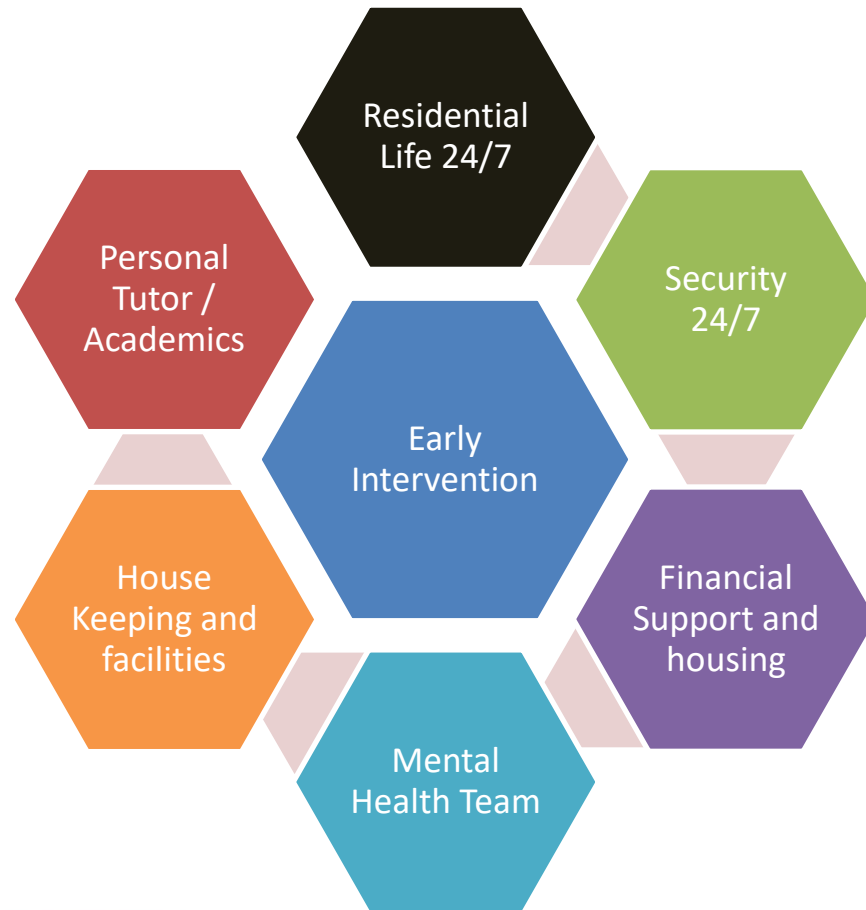 Residential
Life 24/7
Security
24/7
Financial
Support and
housing
Mental
Health Team
House
Keeping and
facilities
Personal
Tutor /
Academics
Early
Intervention